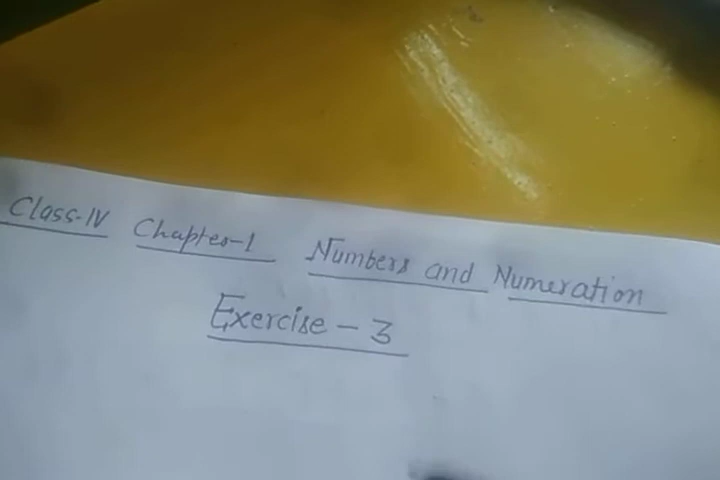 Class-IV Chapter-1 Numbers and Numeration
Exercise - 3